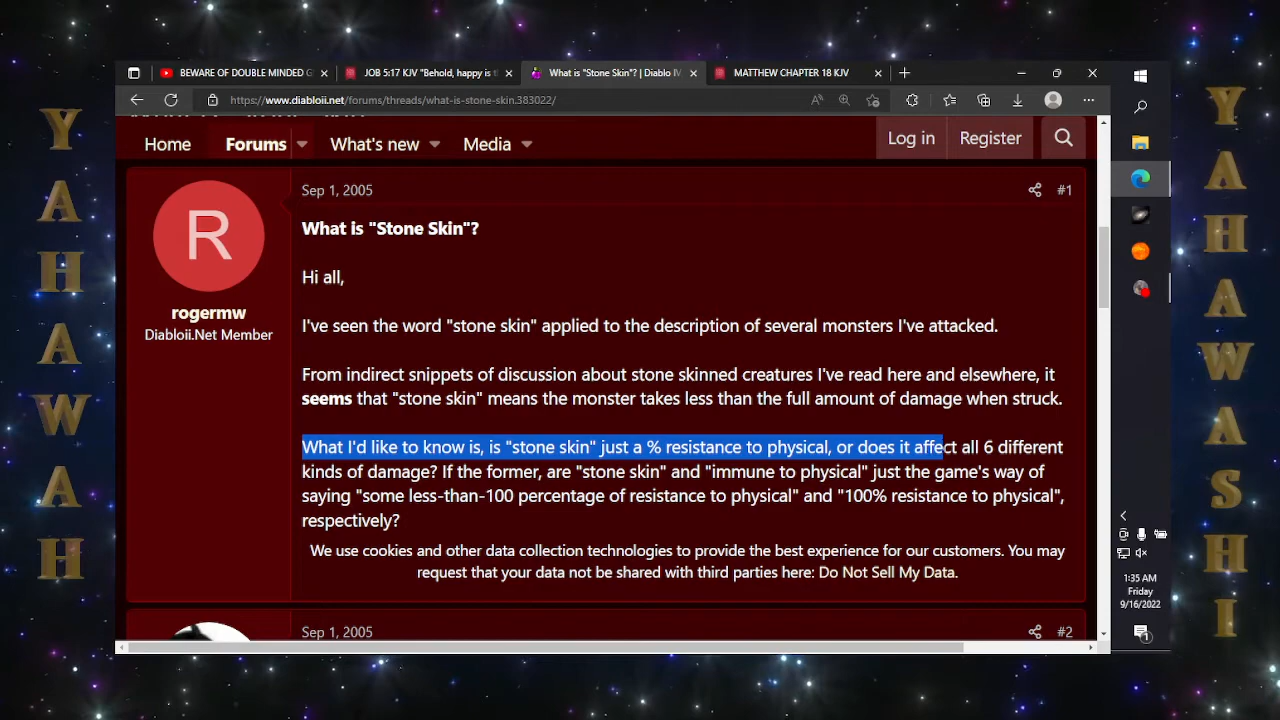 BEWARE OF DOUBLE MINDED G
JOB 5:17 KJV "Behold, happy is t
What is "Stone Skin"? | Diablo IV
MATTHEW CHAPTER 18 KJV
https://www.diabloii.net/forums/threads/what-is-stone-skin.383022/
Home
Forums
What's new
Media
Log in
Register
Sep 1, 2005
#1
R
rogermw
Diabloii.Net Member
What is "Stone Skin"?
Hi all,
I've seen the word "stone skin" applied to the description of several monsters I've attacked.
From indirect snippets of discussion about stone skinned creatures I've read here and elsewhere, it
seems that "stone skin" means the monster takes less than the full amount of damage when struck.
What I'd like to know is, is "stone skin" just a % resistance to physical, or does it affect all 6 different
kinds of damage? If the former, are "stone skin" and "immune to physical" just the game's way of
saying "some less-than-100 percentage of resistance to physical" and "100% resistance to physical",
respectively?
We use cookies and other data collection technologies to provide the best experience for our customers. You may
request that your data not be shared with third parties here: Do Not Sell My Data.
Sep 1, 2005
#2
1:35 AM
Friday
9/16/2022
1
Y
A
H
A
W
A
H
Y
A
H
A
W
A
S
H
I